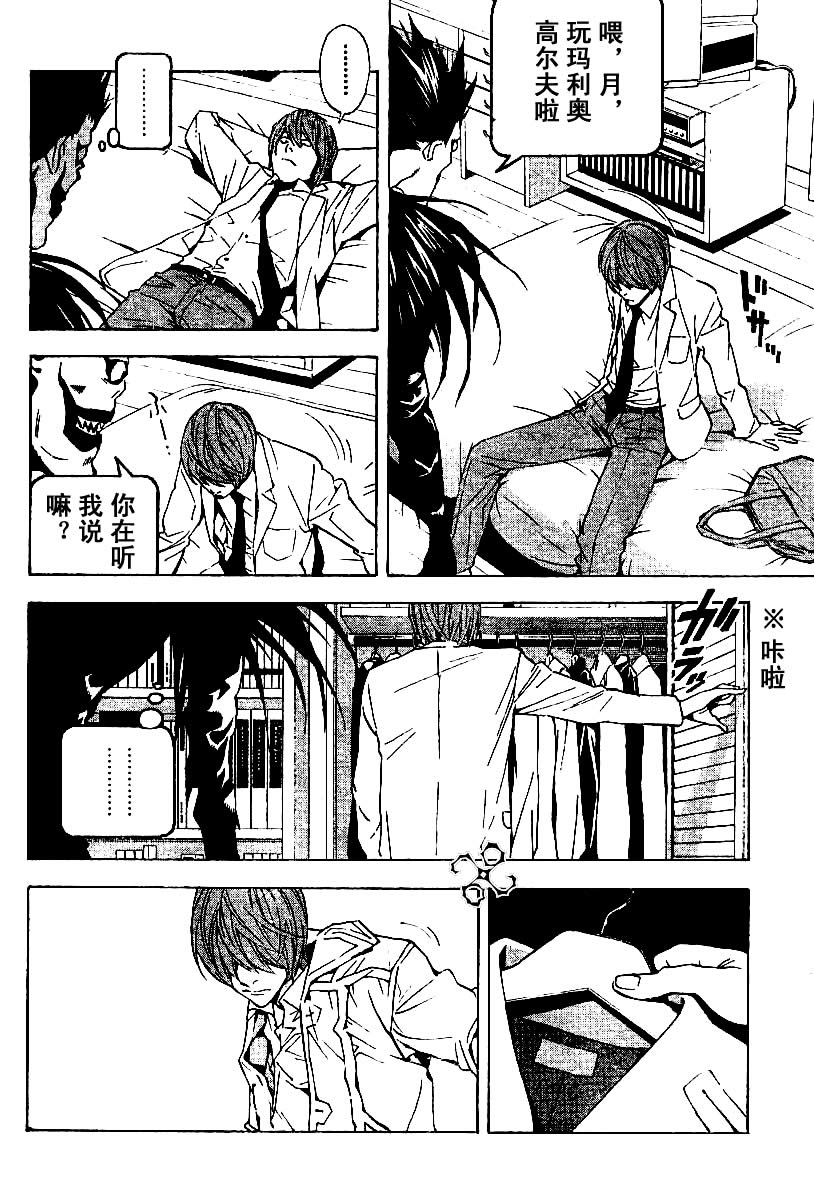 喂，月，
玩玛利奥
高尔夫啦
ドサッ
………
………
你在听
我说
嘛？
ガラッ
※咔啦
………